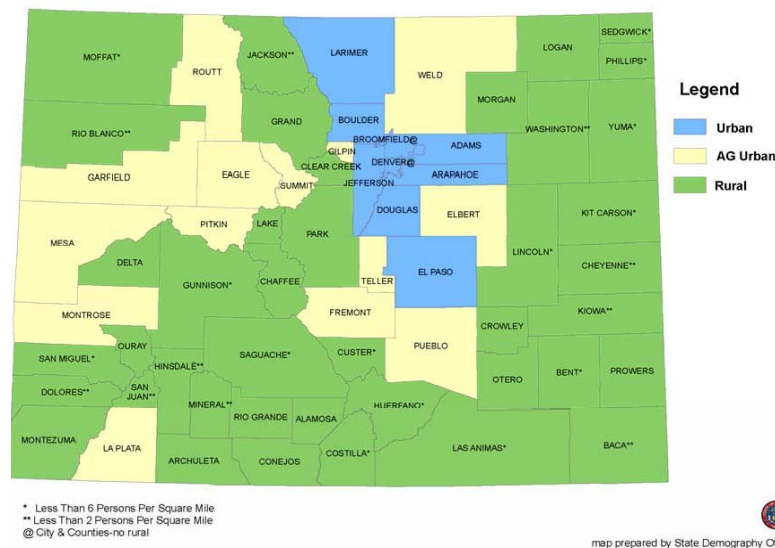 MOFFAT*
ROUTT
JACKSON**
LARIMER
WELD
LOGAN
SEDGWICK*
PHILLIPS*
RIO BLANCO**
GRAND
BOULDER
MORGAN
WASHINGTON**
YUMA*
BROOMFIELD@
GILPIN
ADAMS
CLEAR CREEK
DENVER@
GARFIELD
EAGLE
SUMMIT
JEFFERSON
ARAPAHOE
PITKIN
LAKE
PARK
DOUGLAS
ELBERT
KIT CARSON*
MESA
DELTA
GUNNISON*
CHAFFEE
TELLER
EL PASO
LINCOLN*
CHEYENNE**
MONTROSE
FREMONT
PUEBLO
CROWLEY
KIOWA**
OURAY
SAN MIGUEL*
HINSDALE**
SAGUACHE*
CUSTER*
OTERO
BENT*
PROWERS
DOLORES**
SAN
JUAN**
MINERAL**
RIO GRANDE
ALAMOSA
HUERFANO*
MONTEZUMA
LA PLATA
ARCHULETA
CONEJOS
COSTILLA*
LAS ANIMAS*
BACA**
Legend
Urban
AG Urban
Rural
* Less Than 6 Persons Per Square Mile
** Less Than 2 Persons Per Square Mile
@ City & Counties-no rural
map prepared by State Demography